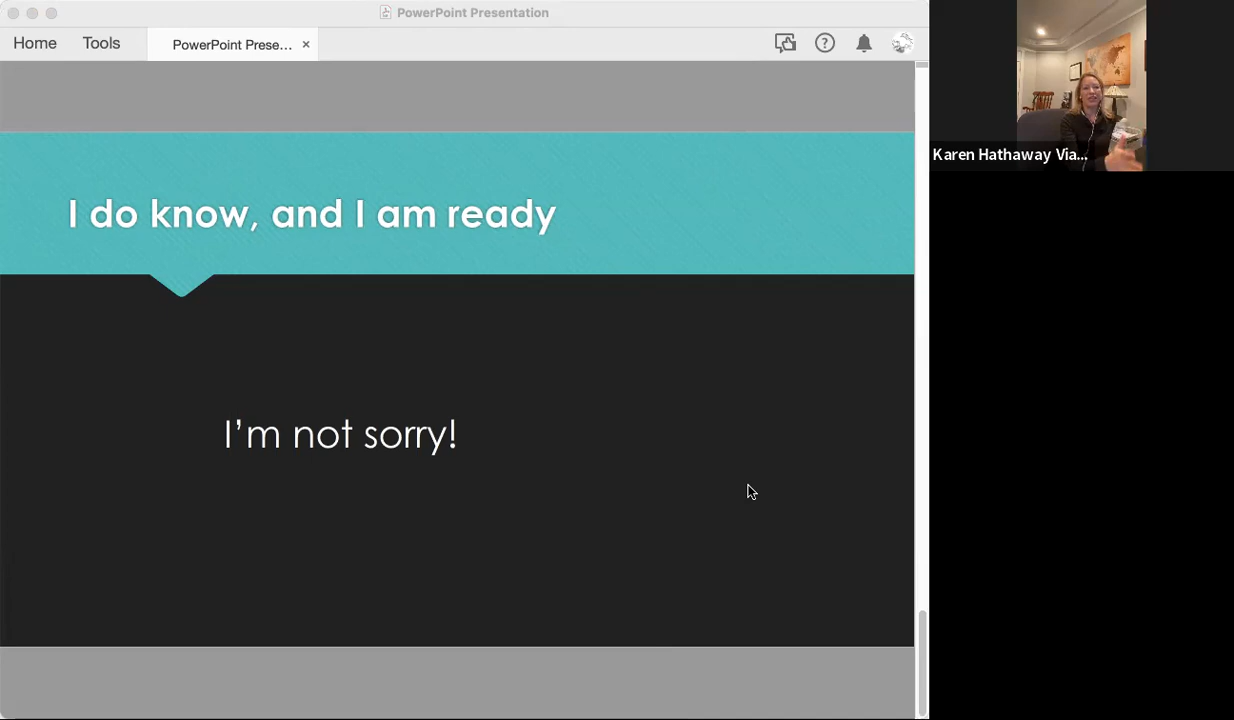 PowerPoint Presentation
Home
Tools
PowerPoint Prese...
I do know, and I am ready
I’m not sorry!
Karen Hathaway Via...